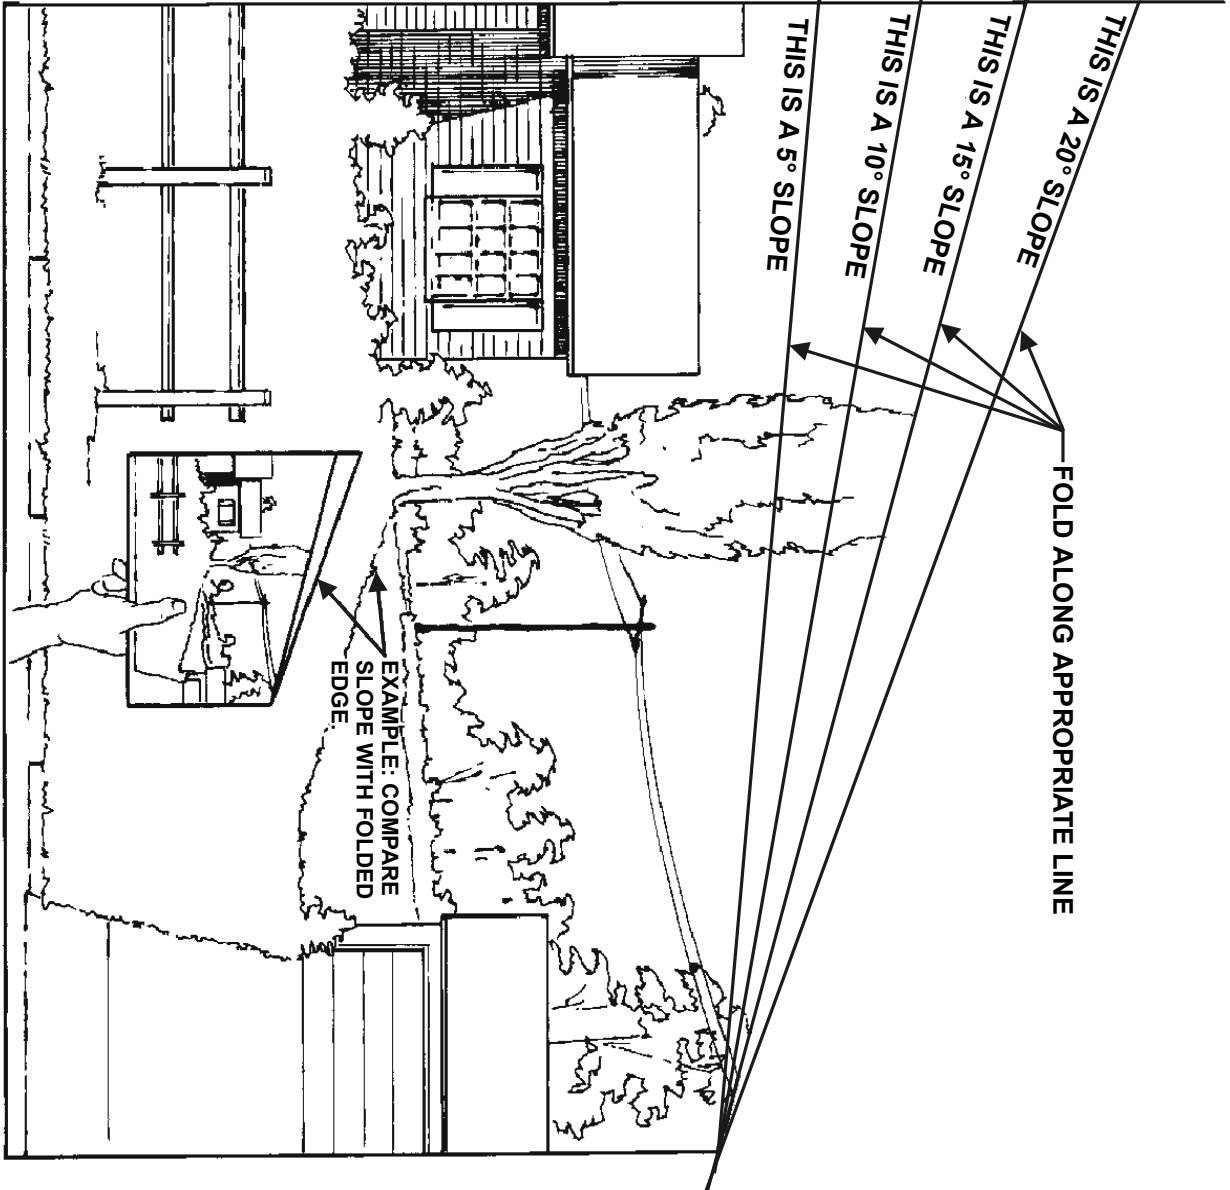 THIS IS A 20° SLOPE
THIS IS A 15° SLOPE
THIS IS A 10° SLOPE
THIS IS A 5° SLOPE
FOLD ALONG APPROPRIATE LINE
EXAMPLE: COMPARE
SLOPE WITH FOLDED
EDGE.